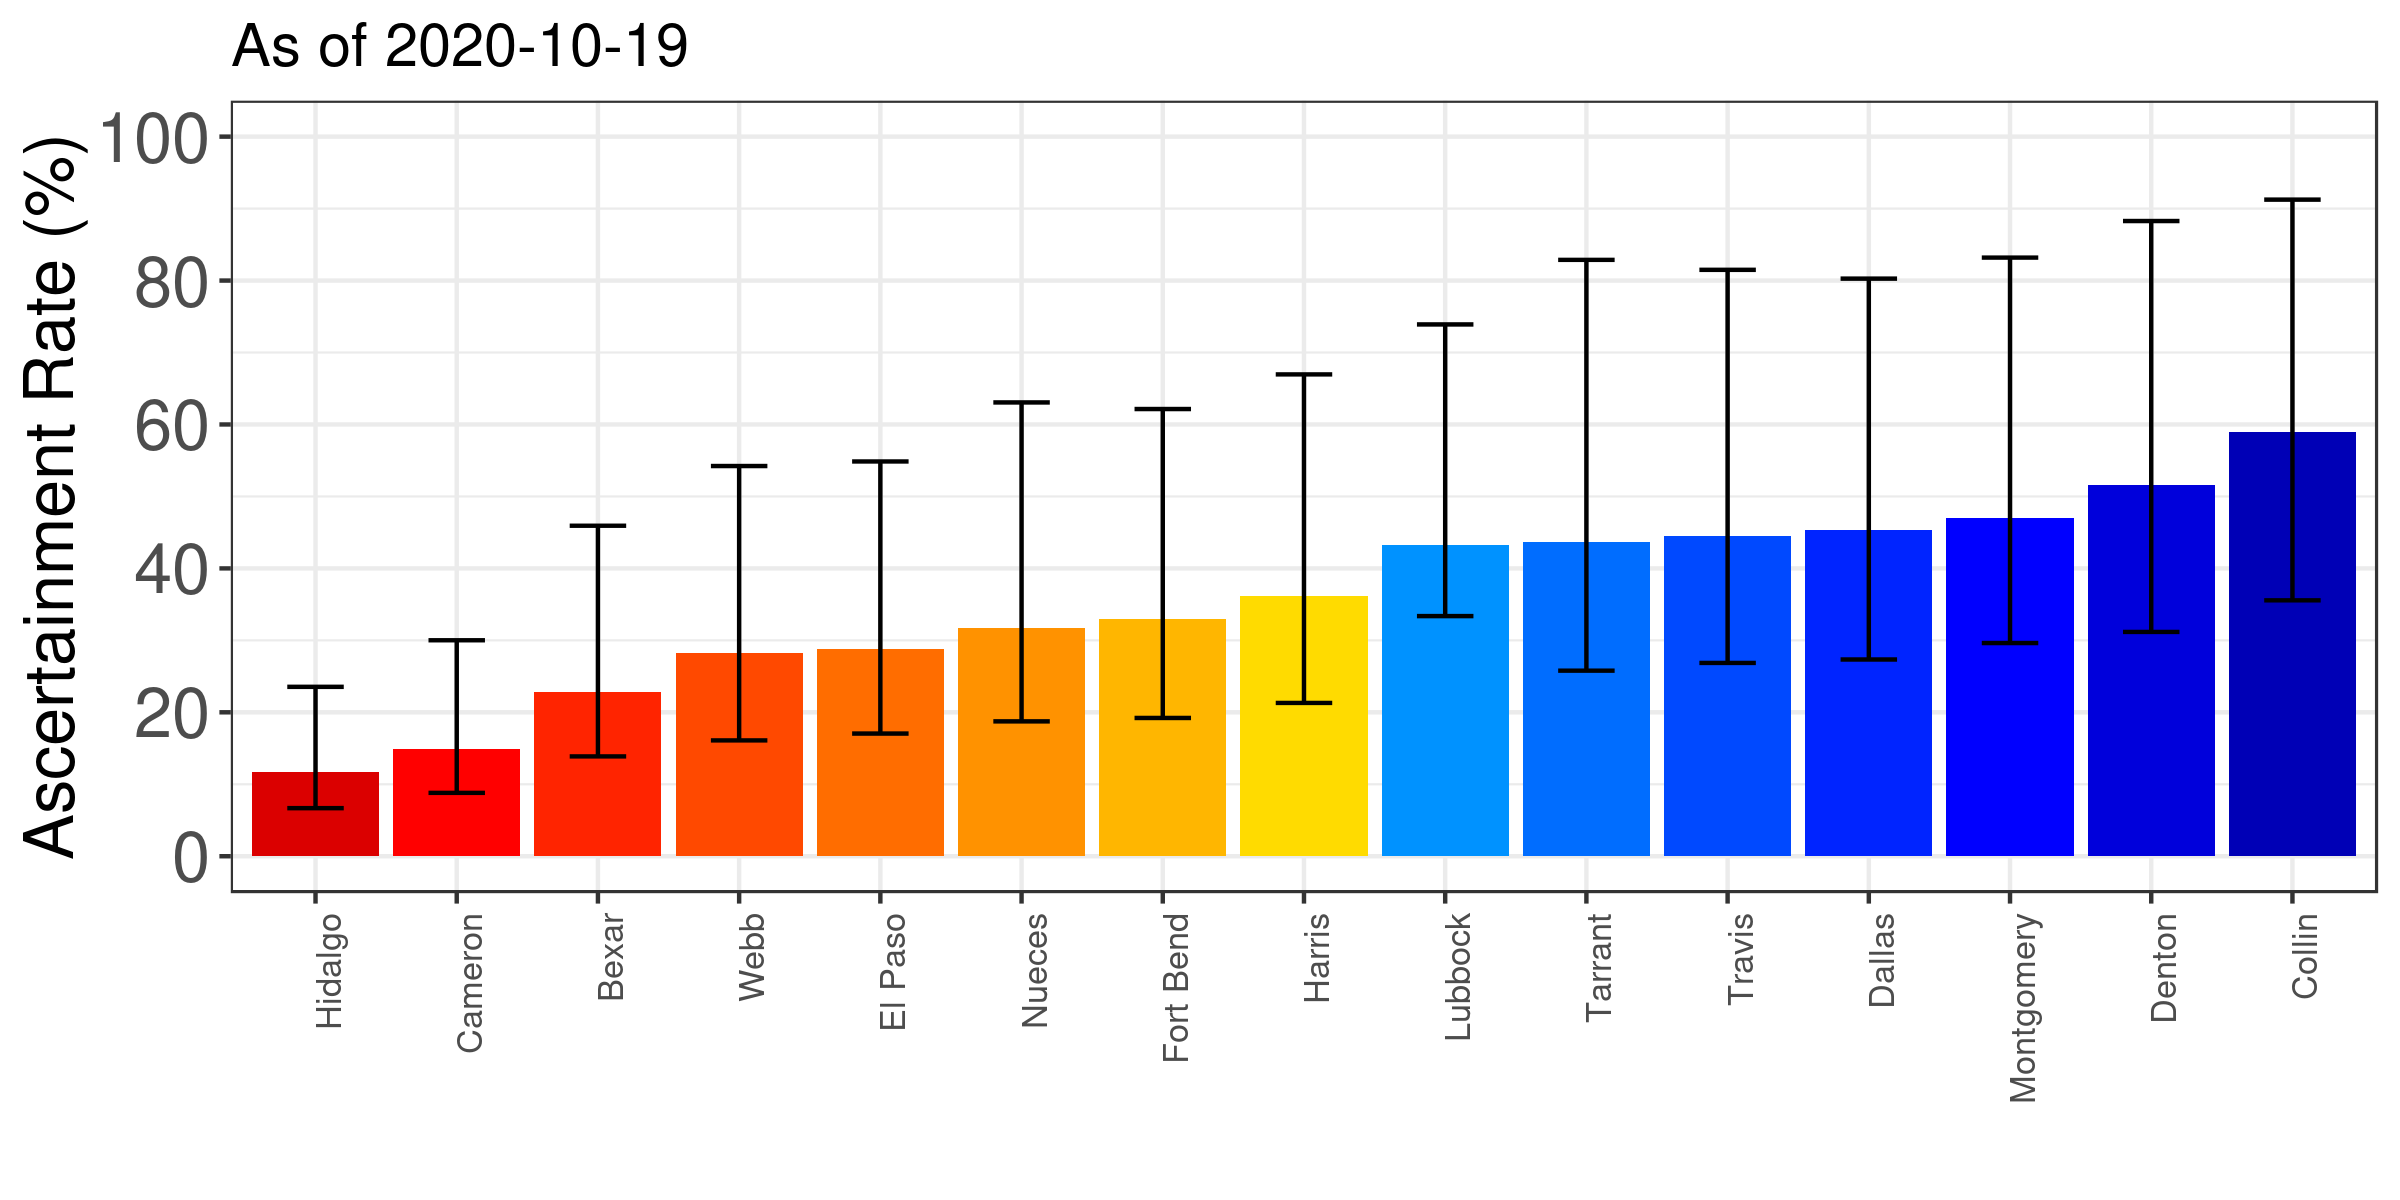 As of 2020-10-19
Ascertainment Rate (%)
100
80
60
40
20
0
Hidalgo
Cameron
Bexar
Webb
El Paso
Nueces
Fort Bend
Harris
Lubbock
Tarrant
Travis
Dallas
Montgomery
Denton
Collin